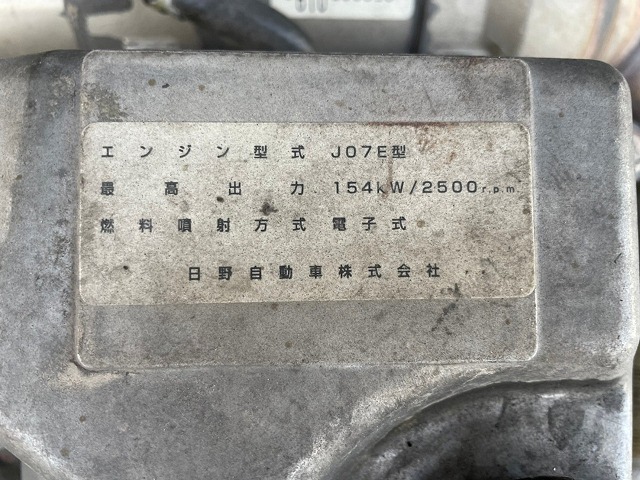 エンジン型式 J07E型
最高出力 154kW/2500r.p.m
燃料噴射方式 電子式
日野自動車株式会社